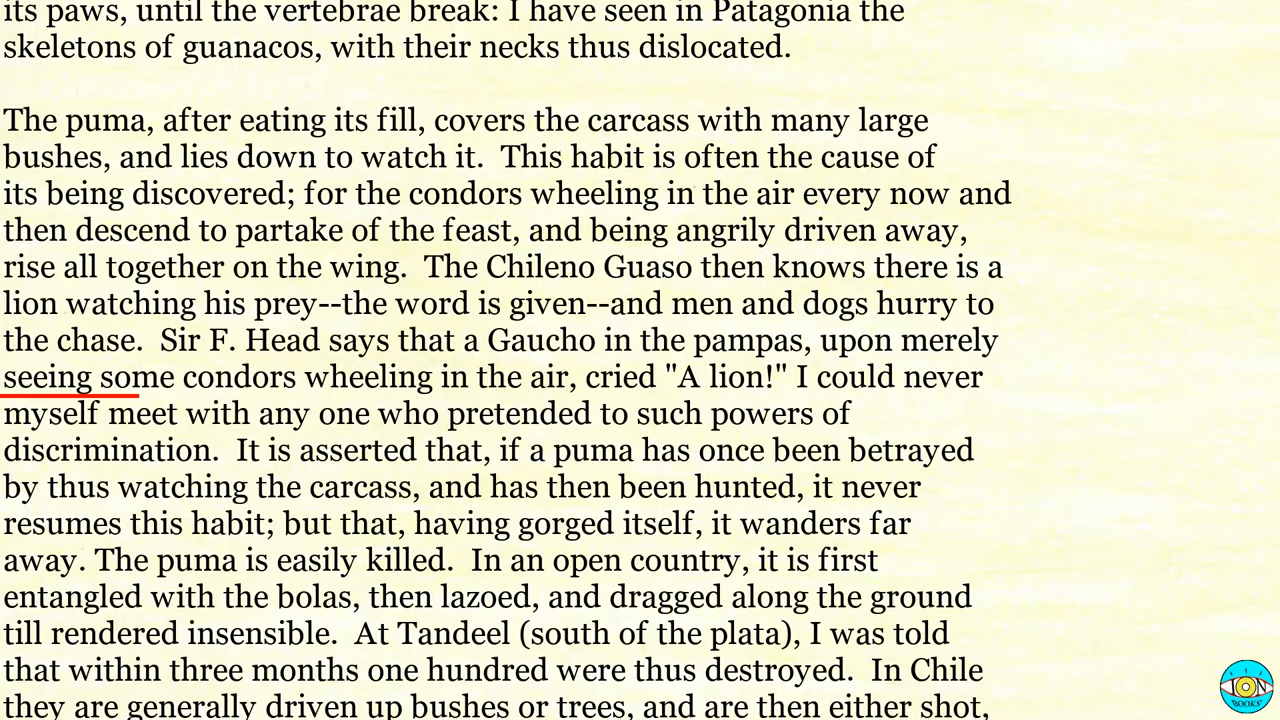 its paws, until the vertebrae break: I have seen in Patagonia the
skeletons of guanacos, with their necks thus dislocated.
The puma, after eating its fill, covers the carcass with many large
bushes, and lies down to watch it.  This habit is often the cause of
its being discovered; for the condors wheeling in the air every now and
then descend to partake of the feast, and being angrily driven away,
rise all together on the wing.  The Chileno Guaso then knows there is a
lion watching his prey--the word is given--and men and dogs hurry to
the chase.  Sir F. Head says that a Gaucho in the pampas, upon merely
seeing some condors wheeling in the air, cried "A lion!" I could never
myself meet with any one who pretended to such powers of
discrimination.  It is asserted that, if a puma has once been betrayed
by thus watching the carcass, and has then been hunted, it never
resumes this habit; but that, having gorged itself, it wanders far
away. The puma is easily killed.  In an open country, it is first
entangled with the bolas, then lazoed, and dragged along the ground
till rendered insensible.  At Tandeel (south of the plata), I was told
that within three months one hundred were thus destroyed.  In Chile
they are generally driven up bushes or trees, and are then either shot,
ION
BOOKS